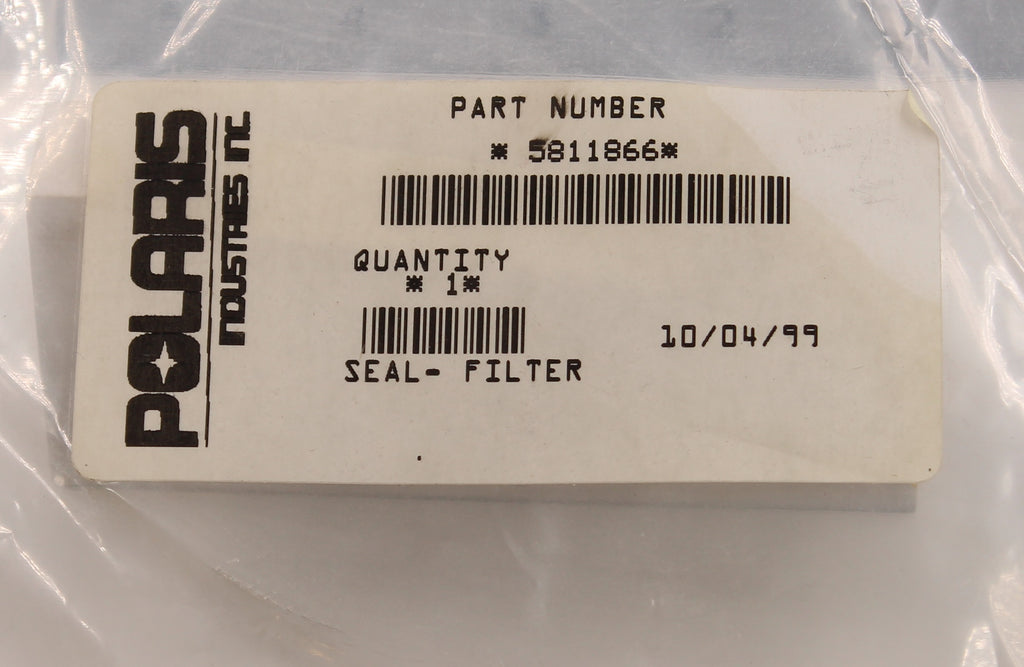 POLARIS
INDUSTRIES INC
PART NUMBER
* 5811866*
QUANTITY
* 1*
10/04/99
SEAL- FILTER